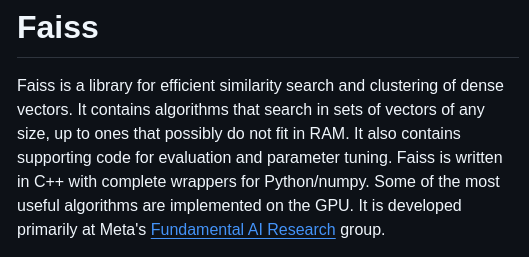 Faiss
Faiss is a library for efficient similarity search and clustering of dense
vectors. It contains algorithms that search in sets of vectors of any
size, up to ones that possibly do not fit in RAM. It also contains
supporting code for evaluation and parameter tuning. Faiss is written
in C++ with complete wrappers for Python/numpy. Some of the most
useful algorithms are implemented on the GPU. It is developed
primarily at Meta's Fundamental AI Research group.